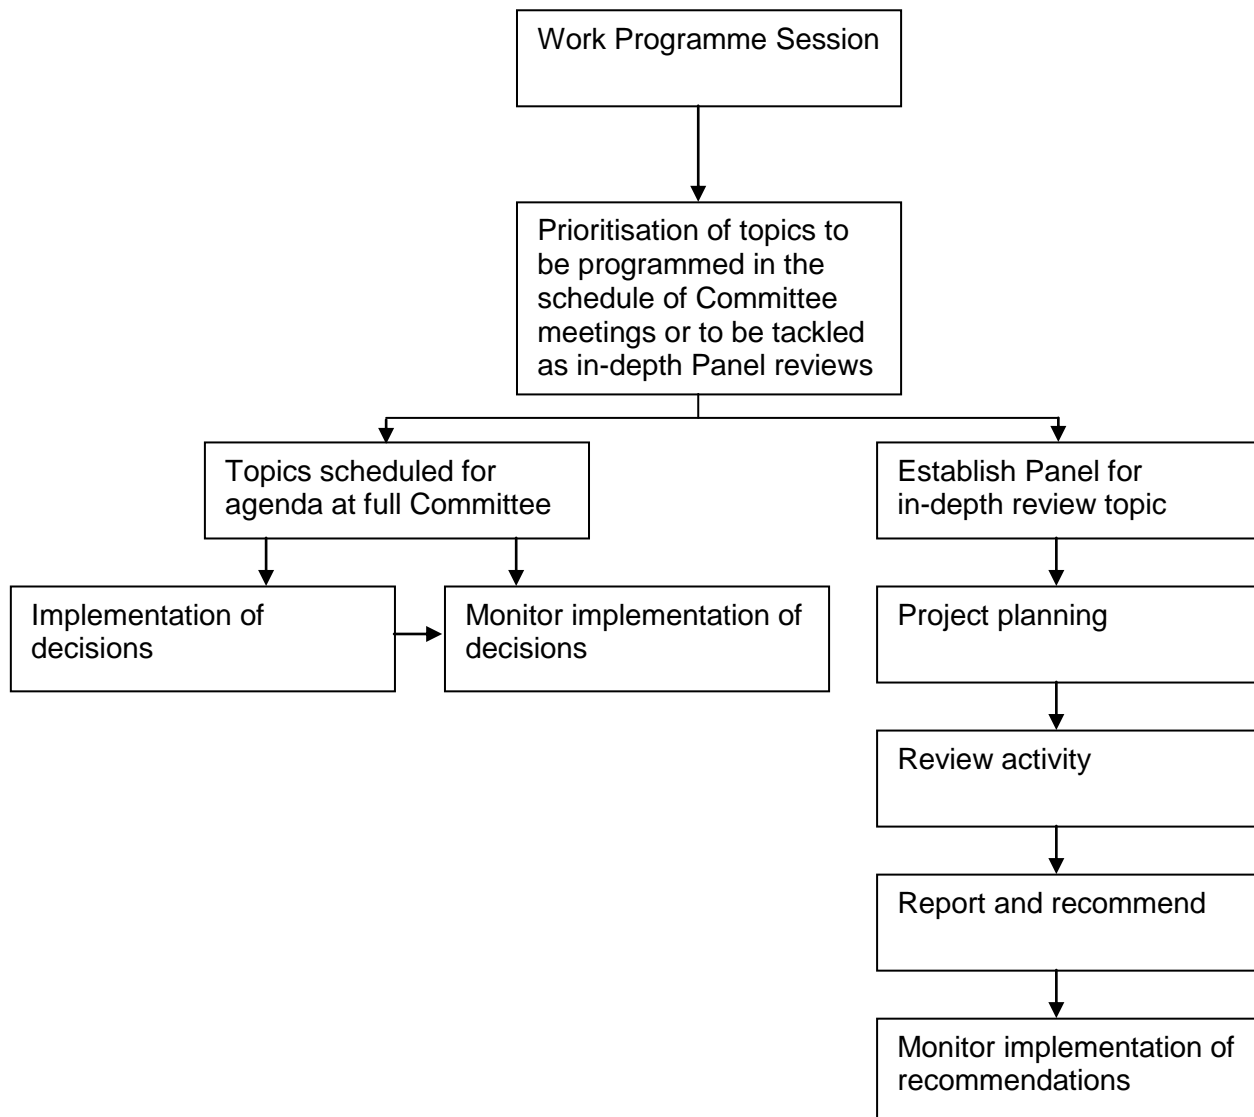 Work Programme Session
Prioritisation of topics to
be programmed in the
schedule of Committee
meetings or to be tackled
as in-depth Panel reviews
Topics scheduled for
agenda at full Committee
Establish Panel for
in-depth review topic
Implementation of
decisions
Monitor implementation of
decisions
Project planning
Review activity
Report and recommend
Monitor implementation of
recommendations